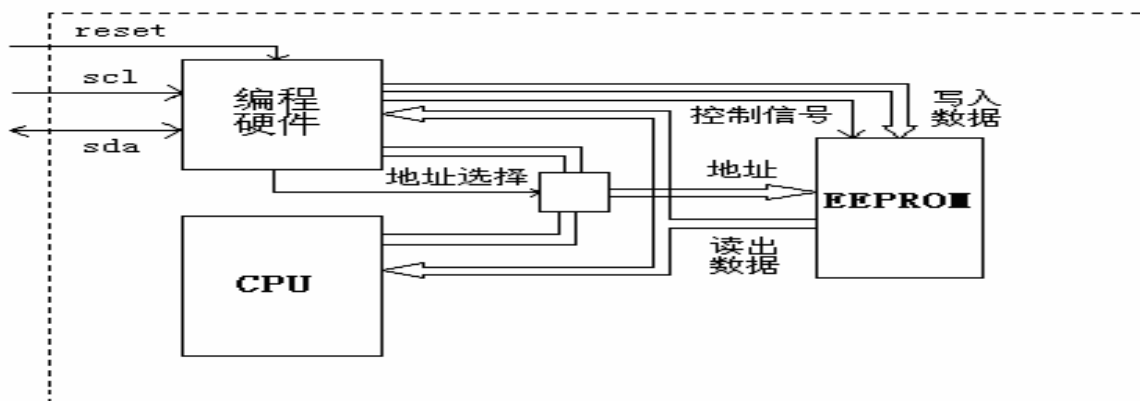 reset
scl
sda
编程
硬件
控制信号
写入
数据
地址选择
地址
EEPROM
读出
数据
CPU